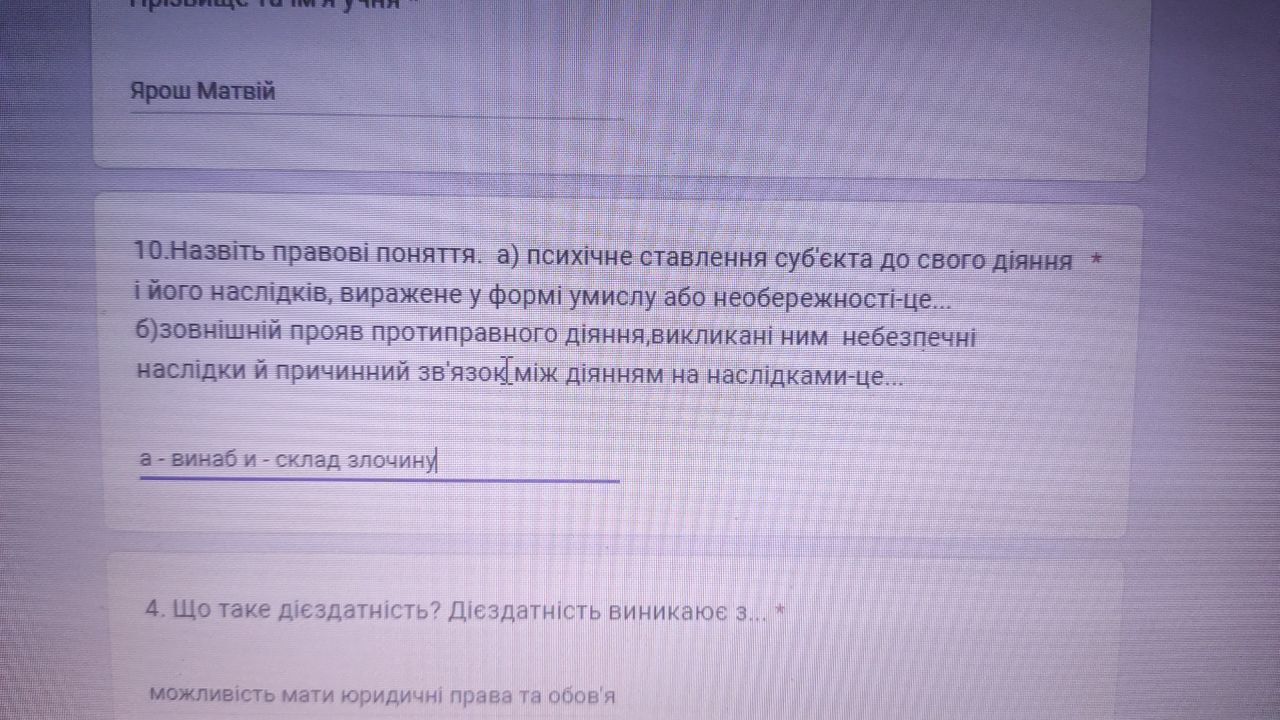 Прізвище та ім'я учня *
Ярош Матвій
10.Назвіть правові поняття. а) психічне ставлення суб'єкта до свого діяння *
і його наслідків, виражене у формі умислу або необережності-це...
б)зовнішній прояв протиправного діяння,викликані ним небезпечні
наслідки й причинний зв'язок між діянням на наслідками-це...
а - винаб и - склад злочину
4. Що таке дієздатність? Дієздатність виникаює з... *
можливість мати юридичні права та обов'я